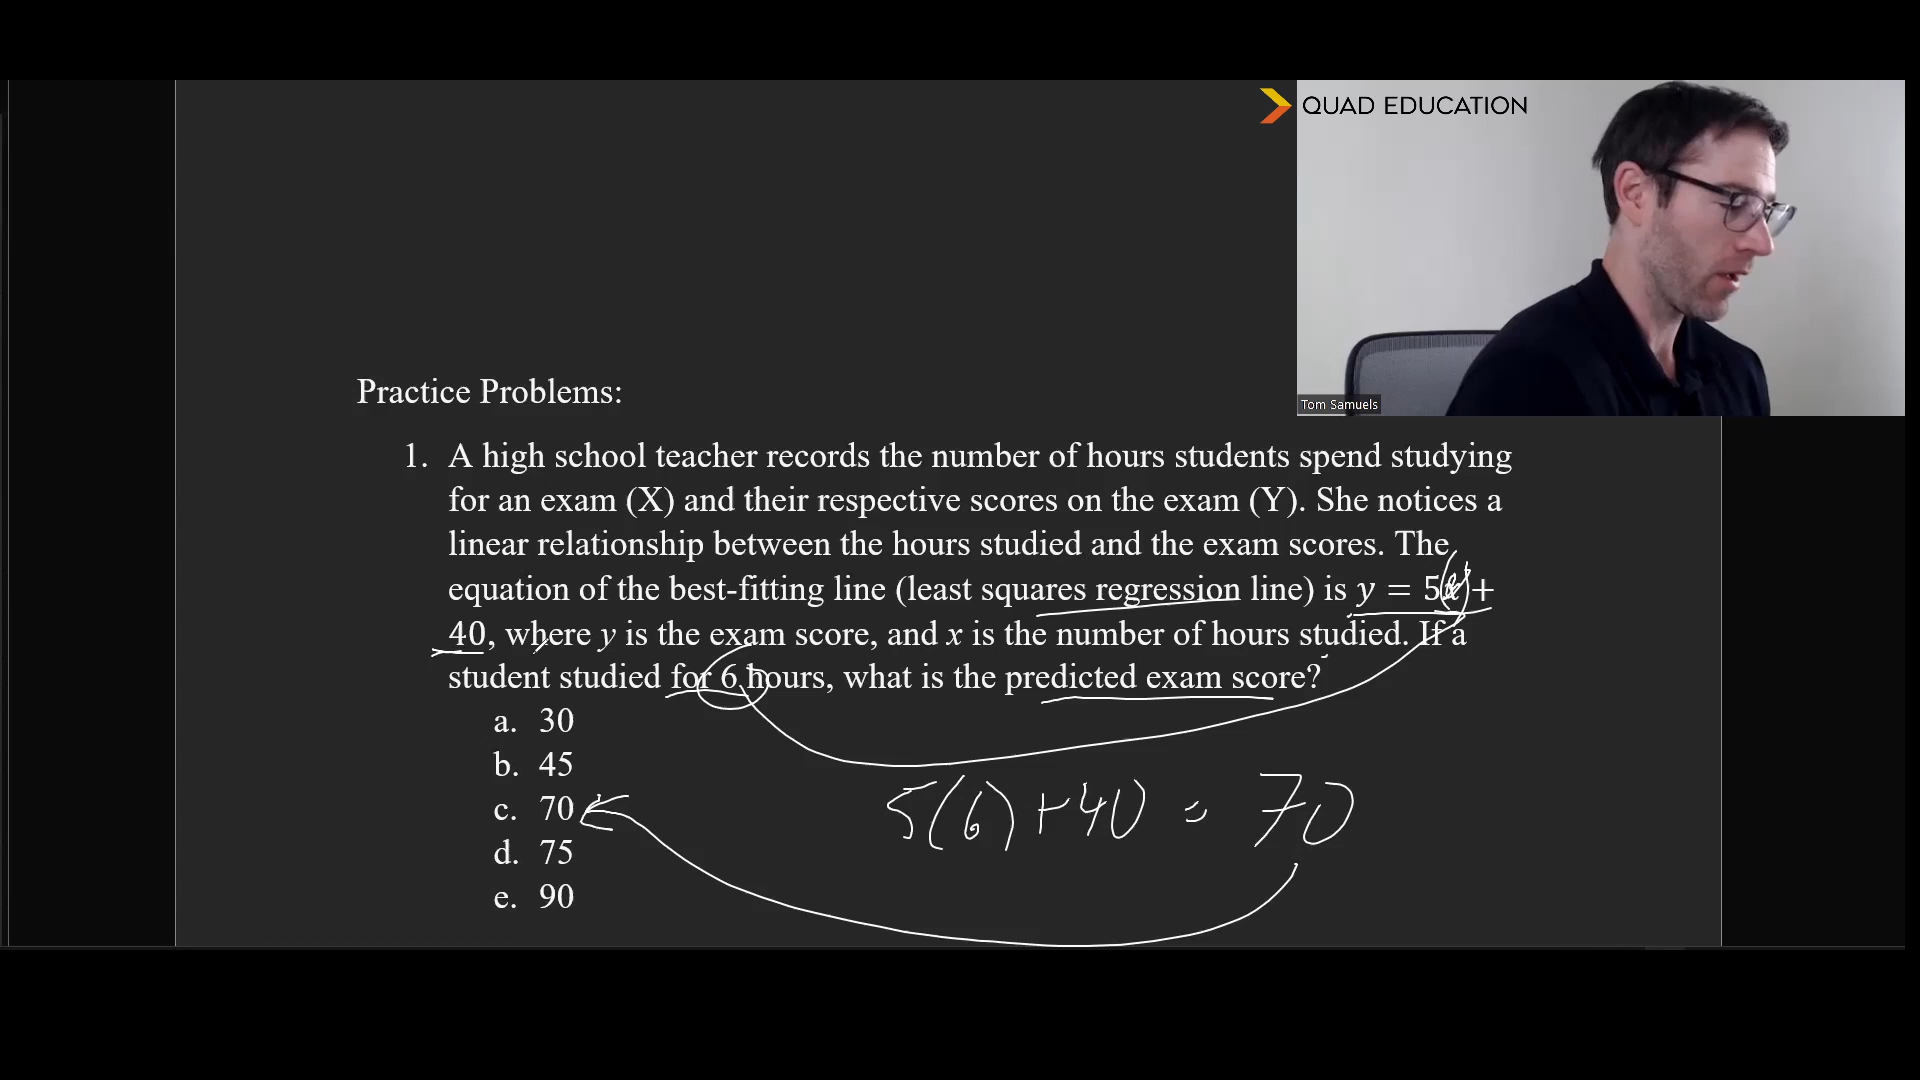 QUAD EDUCATION
Tom Samuels
Practice Problems:
1. A high school teacher records the number of hours students spend studying
for an exam (X) and their respective scores on the exam (Y). She notices a
linear relationship between the hours studied and the exam scores. The
equation of the best-fitting line (least squares regression line) is y = 5(x)+
40, where y is the exam score, and x is the number of hours studied. If a
student studied for 6 hours, what is the predicted exam score?
a. 30
b. 45
c. 70
d. 75
e. 90
5(6)+40 = 70